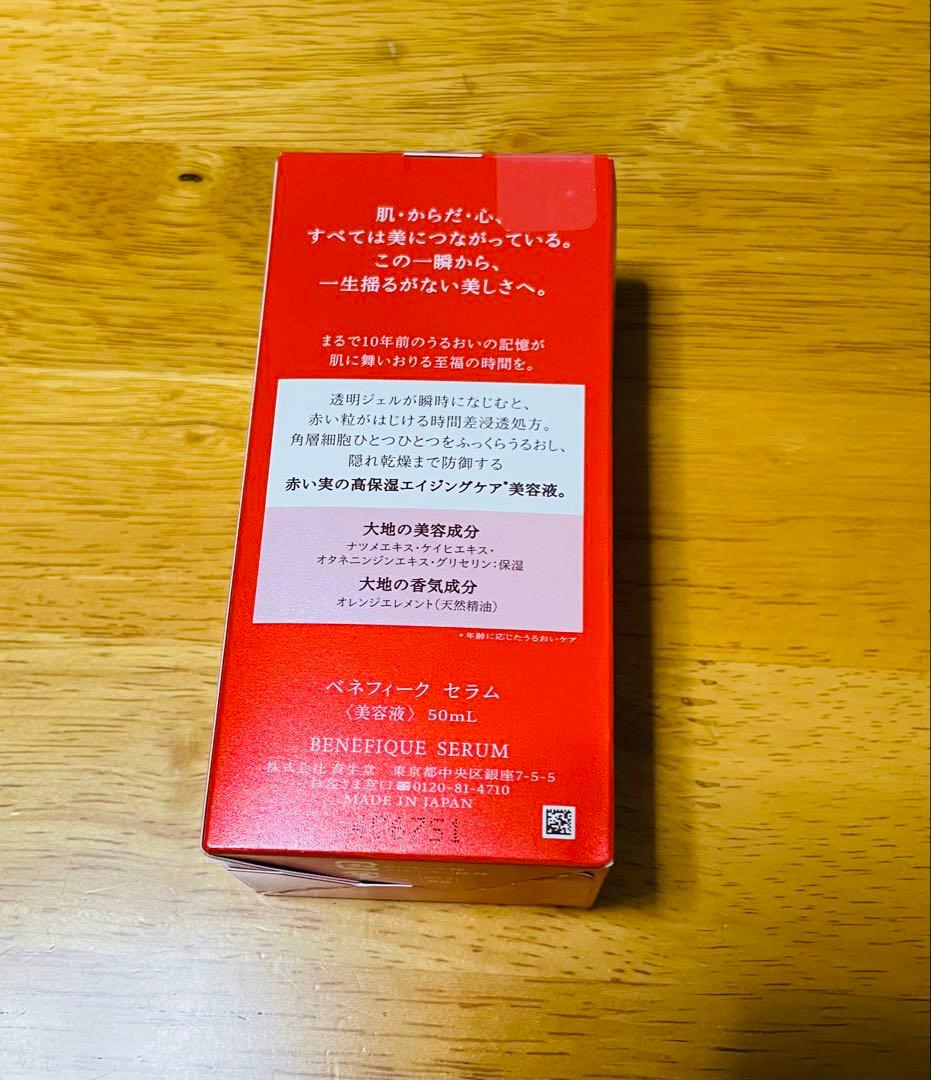 肌・からだ・心、
すべては美につながっている。
この一瞬から、
一生揺るがない美しさへ。
まるで10年前のうるおいの記憶が
肌に舞いおりる至福の時間を。
透明ジェルが瞬時になじむと、
赤い粒がはじける時間差浸透処方。
角層細胞ひとつひとつをふっくらうるおし、
隠れ乾燥まで防御する
赤い実の高保湿エイジングケア*美容液。
大地の美容成分
ナツメエキス・ケイヒエキス・
オタネニンジンエキス・グリセリン:保湿
大地の香気成分
オレンジエレメント(天然精油)
*年齢に応じたうるおいケア
ベネフィーク セラム
〈美容液〉 50mL
BENEFIQUE SERUM
株式会社 資生堂 東京都中央区銀座7-5-5
お客さま窓口 0120-81-4710
MADE IN JAPAN